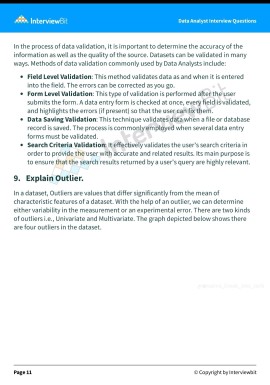 InterviewBit
Data Analyst Interview Questions
In the process of data validation, it is important to determine the accuracy of the
information as well as the quality of the source. Datasets can be validated in many
ways. Methods of data validation commonly used by Data Analysts include:
• Field Level Validation: This method validates data as and when it is entered
into the field. The errors can be corrected as you go.
• Form Level Validation: This type of validation is performed after the user
submits the form. A data entry form is checked at once, every field is validated,
and highlights the errors (if present) so that the user can fix them.
• Data Saving Validation: This technique validates data when a file or database
record is saved. The process is commonly employed when several data entry
forms must be validated.
• Search Criteria Validation: It effectively validates the user's search criteria in
order to provide the user with accurate and related results. Its main purpose is
to ensure that the search results returned by a user's query are highly relevant.
9. Explain Outlier.
In a dataset, Outliers are values that differ significantly from the mean of
characteristic features of a dataset. With the help of an outlier, we can determine
either variability in the measurement or an experimental error. There are two kinds
of outliers i.e., Univariate and Multivariate. The graph depicted below shows there
are four outliers in the dataset.
Page 11
© Copyright by Interviewbit